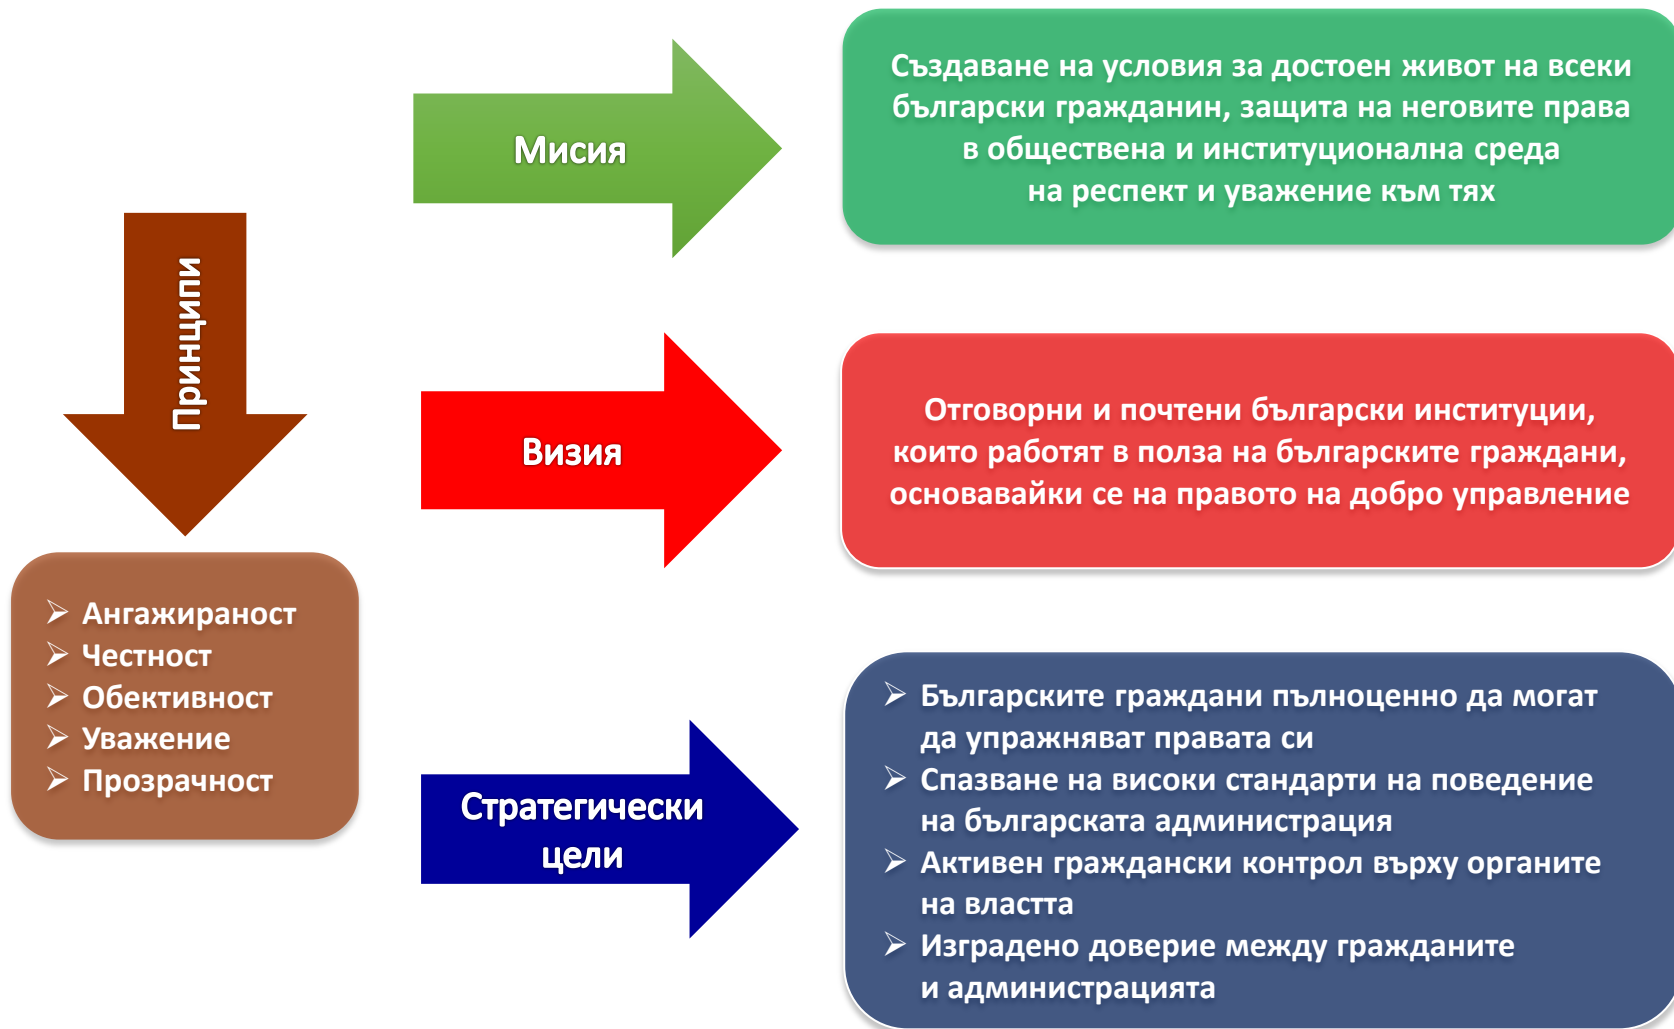 Принципи
Ангажираност
Честност
Обективност
Уважение
Прозрачност
Мисия
Създаване на условия за достоен живот на всеки
български гражданин, защита на неговите права
в обществена и институционална среда
на респект и уважение към тях
Визия
Отговорни и почтени български институции,
които работят в полза на българските граждани,
основавайки се на правото на добро управление
Стратегически
цели
Българските граждани пълноценно да могат
да упражняват правата си
Спазване на високи стандарти на поведение
на българската администрация
Активен граждански контрол върху органите
на властта
Изградено доверие между гражданите
и администрацията